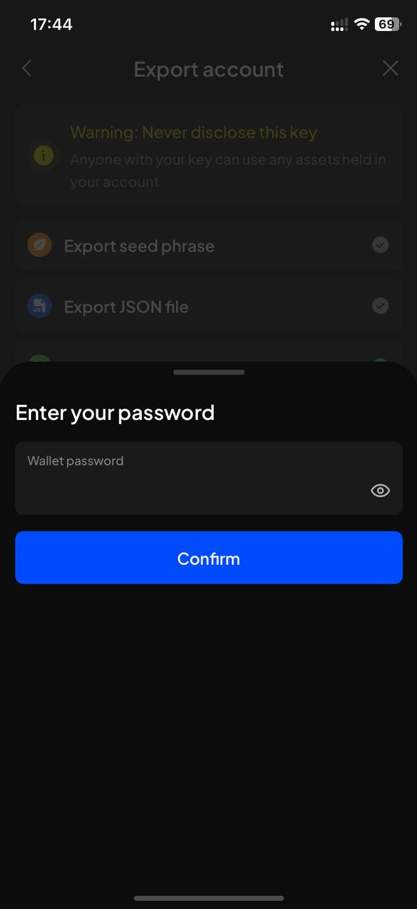 17:44
69
Export account
Warning: Never disclose this key
Anyone with your key can use any assets held in
your account
Export seed phrase
Export JSON file
Enter your password
Wallet password
Confirm